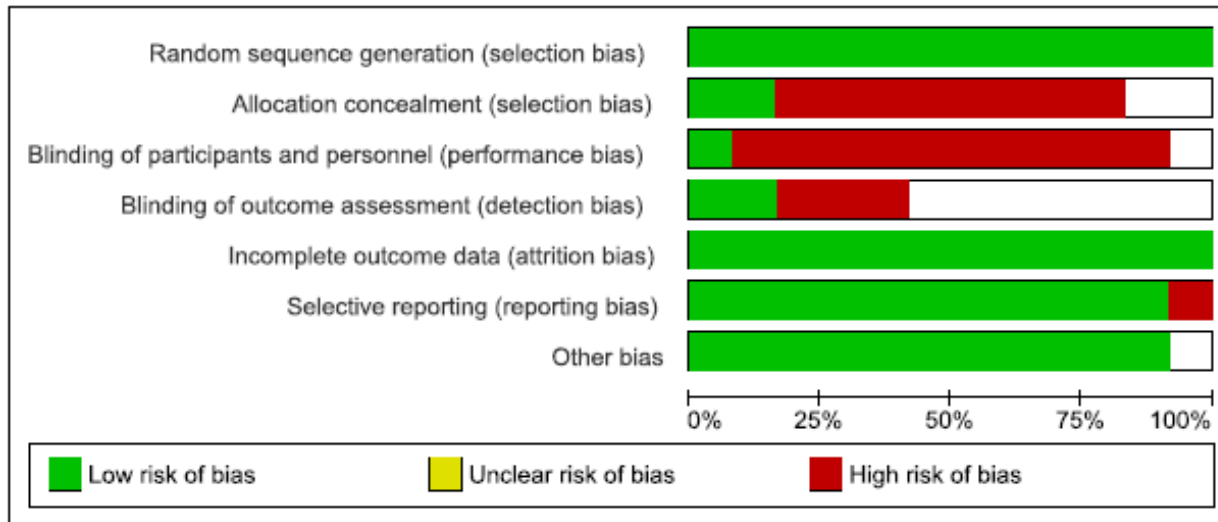 Random sequence generation (selection bias)
Allocation concealment (selection bias)
Blinding of participants and personnel (performance bias)
Blinding of outcome assessment (detection bias)
Incomplete outcome data (attrition bias)
Selective reporting (reporting bias)
Other bias
0% 25% 50% 75% 100%
Low risk of bias Unclear risk of bias High risk of bias